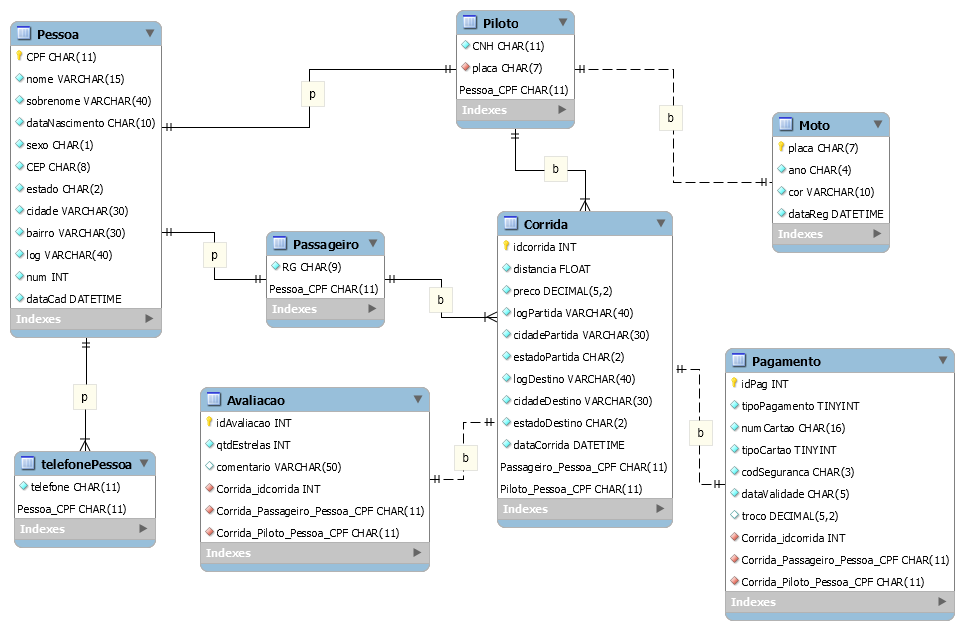 Pessoa
CPF CHAR(11)
nome VARCHAR(15)
sobrenome VARCHAR(40)
dataNascimento CHAR(10)
sexo CHAR(1)
CEP CHAR(8)
estado CHAR(2)
cidade VARCHAR(30)
bairro VARCHAR(30)
log VARCHAR(40)
num INT
dataCad DATETIME
Indexes
p
Piloto
CNH CHAR(11)
placa CHAR(7)
Pessoa_CPF CHAR(11)
Indexes
b
Moto
placa CHAR(7)
ano CHAR(4)
cor VARCHAR(10)
dataReg DATETIME
Indexes
b
p
Passageiro
RG CHAR(9)
Pessoa_CPF CHAR(11)
Indexes
b
Corrida
idcorrida INT
distancia FLOAT
preco DECIMAL(5,2)
logPartida VARCHAR(40)
cidadePartida VARCHAR(30)
estadoPartida CHAR(2)
logDestino VARCHAR(40)
cidadeDestino VARCHAR(30)
estadoDestino CHAR(2)
dataCorrida DATETIME
Passageiro_Pessoa_CPF CHAR(11)
Piloto_Pessoa_CPF CHAR(11)
Indexes
p
telefonePessoa
telefone CHAR(11)
Pessoa_CPF CHAR(11)
Indexes
Avaliacao
idAvaliacao INT
qtdEstrelas INT
comentario VARCHAR(50)
Corrida_idcorrida INT
Corrida_Passageiro_Pessoa_CPF CHAR(11)
Corrida_Piloto_Pessoa_CPF CHAR(11)
Indexes
b
b
Pagamento
idPag INT
tipoPagamento TINYINT
numCartao CHAR(16)
tipoCartao TINYINT
codSeguranca CHAR(3)
dataValidade CHAR(5)
troco DECIMAL(5,2)
Corrida_idcorrida INT
Corrida_Passageiro_Pessoa_CPF CHAR(11)
Corrida_Piloto_Pessoa_CPF CHAR(11)
Indexes